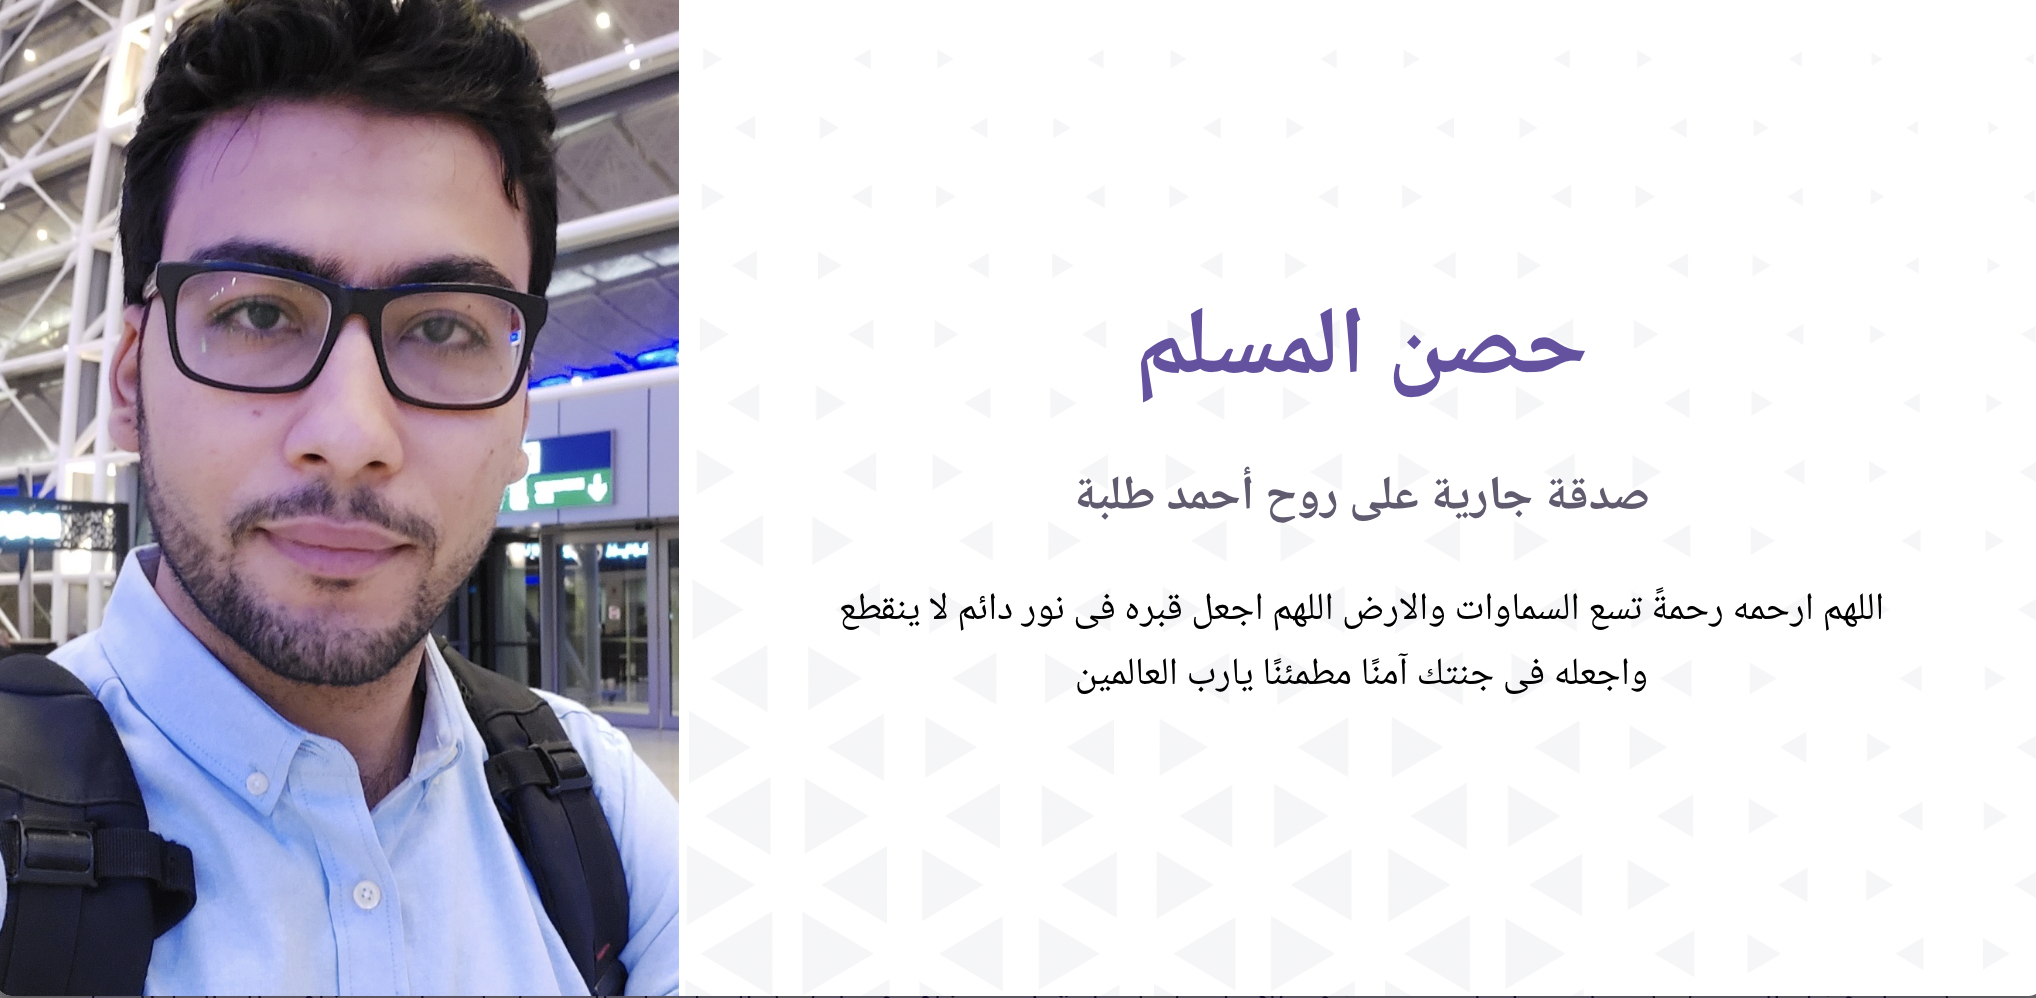 حصن المسلم
صدقة جارية على روح أحمد طلبة
اللهم ارحمه رحمةً تسع السماوات والارض اللهم اجعل قبره فى نور دائم لا ينقطع
واجعله فى جنتك آمنًا مطمئنًا يارب العالمين